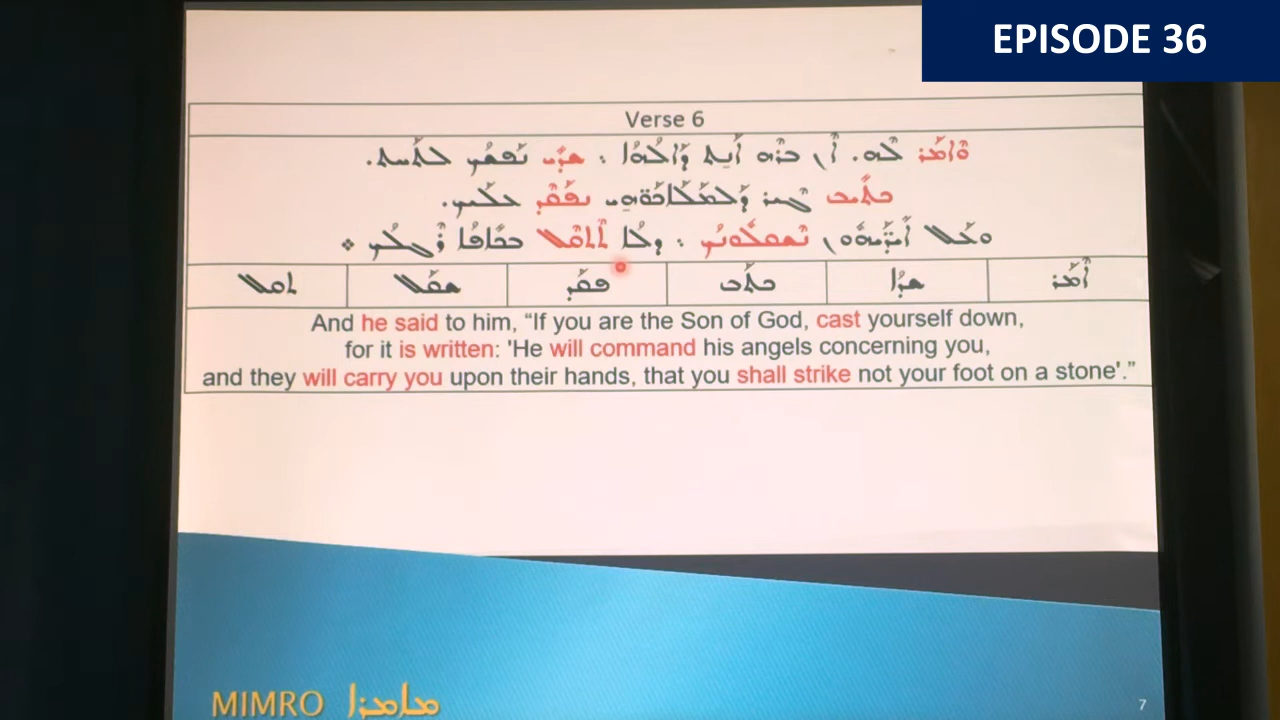 EPISODE 36
Verse 6
ܘܐܡܪ ܠܗ. ܐܢ ܒܪܗ ܐܢܬ ܕܐܠܗܐ : ܫܕܝ ܢܦܫܟ ܠܬܚܬ.
ܟܬܝܒ ܓܝܪ ܕܠܡܠܐܟܘܗܝ ܢܦܩܕ ܥܠܝܟ.
ܘܥܠ ܐܝܕܝܗܘܢ ܢܫܩܠܘܢܟ : ܕܠܐ ܬܬܩܠ ܒܟܐܦܐ ܪܓܠܟ ܀
ܐܡܪ ܫܕܐ ܟܬܒ ܦܩܕ ܫܩܠ ܬܩܠ
And he said to him, “If you are the Son of God, cast yourself down,
for it is written: 'He will command his angels concerning you,
and they will carry you upon their hands, that you shall strike not your foot on a stone'.”
MIMRO ܡܐܡܪܐ
7